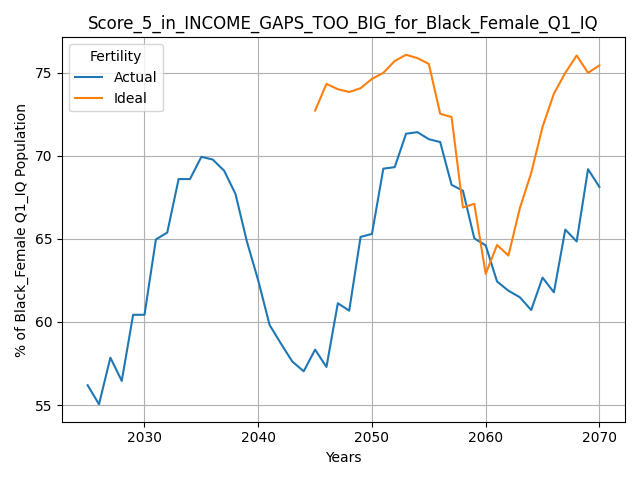 Score_5_in_INCOME_GAPS_TOO_BIG_for_Black_Female_Q1_IQ
Fertility
Actual
Ideal
% of Black_Female Q1_IQ Population
75
70
65
60
55
2030 2040 2050 2060 2070
Years